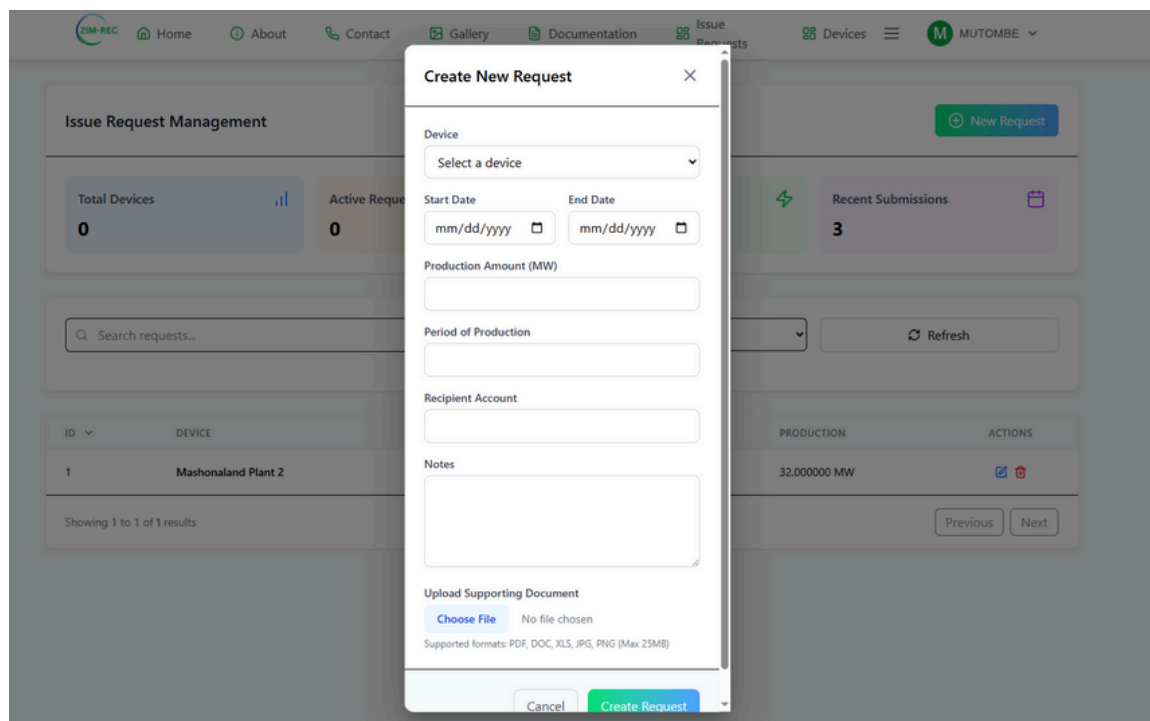 ZIM-REC
Home
About
Contact
Gallery
Documentation
Issue
Requests
Devices
M
MUTOMBE
Create New Request
Issue Request Management
New Request
Device
Select a device
Total Devices
0
Active Reque
0
Recent Submissions
3
Start Date
End Date
mm/dd/yyyy
mm/dd/yyyy
Production Amount (MW)
Period of Production
Search requests...
Refresh
Recipient Account
ID
DEVICE
PRODUCTION
ACTIONS
1
Mashonaland Plant 2
32.000000 MW
Notes
Showing 1 to 1 of 1 results
Previous
Next
Upload Supporting Document
Choose File
No file chosen
Supported formats: PDF, DOC, XLS, JPG, PNG (Max 25MB)
Cancel
Create Request